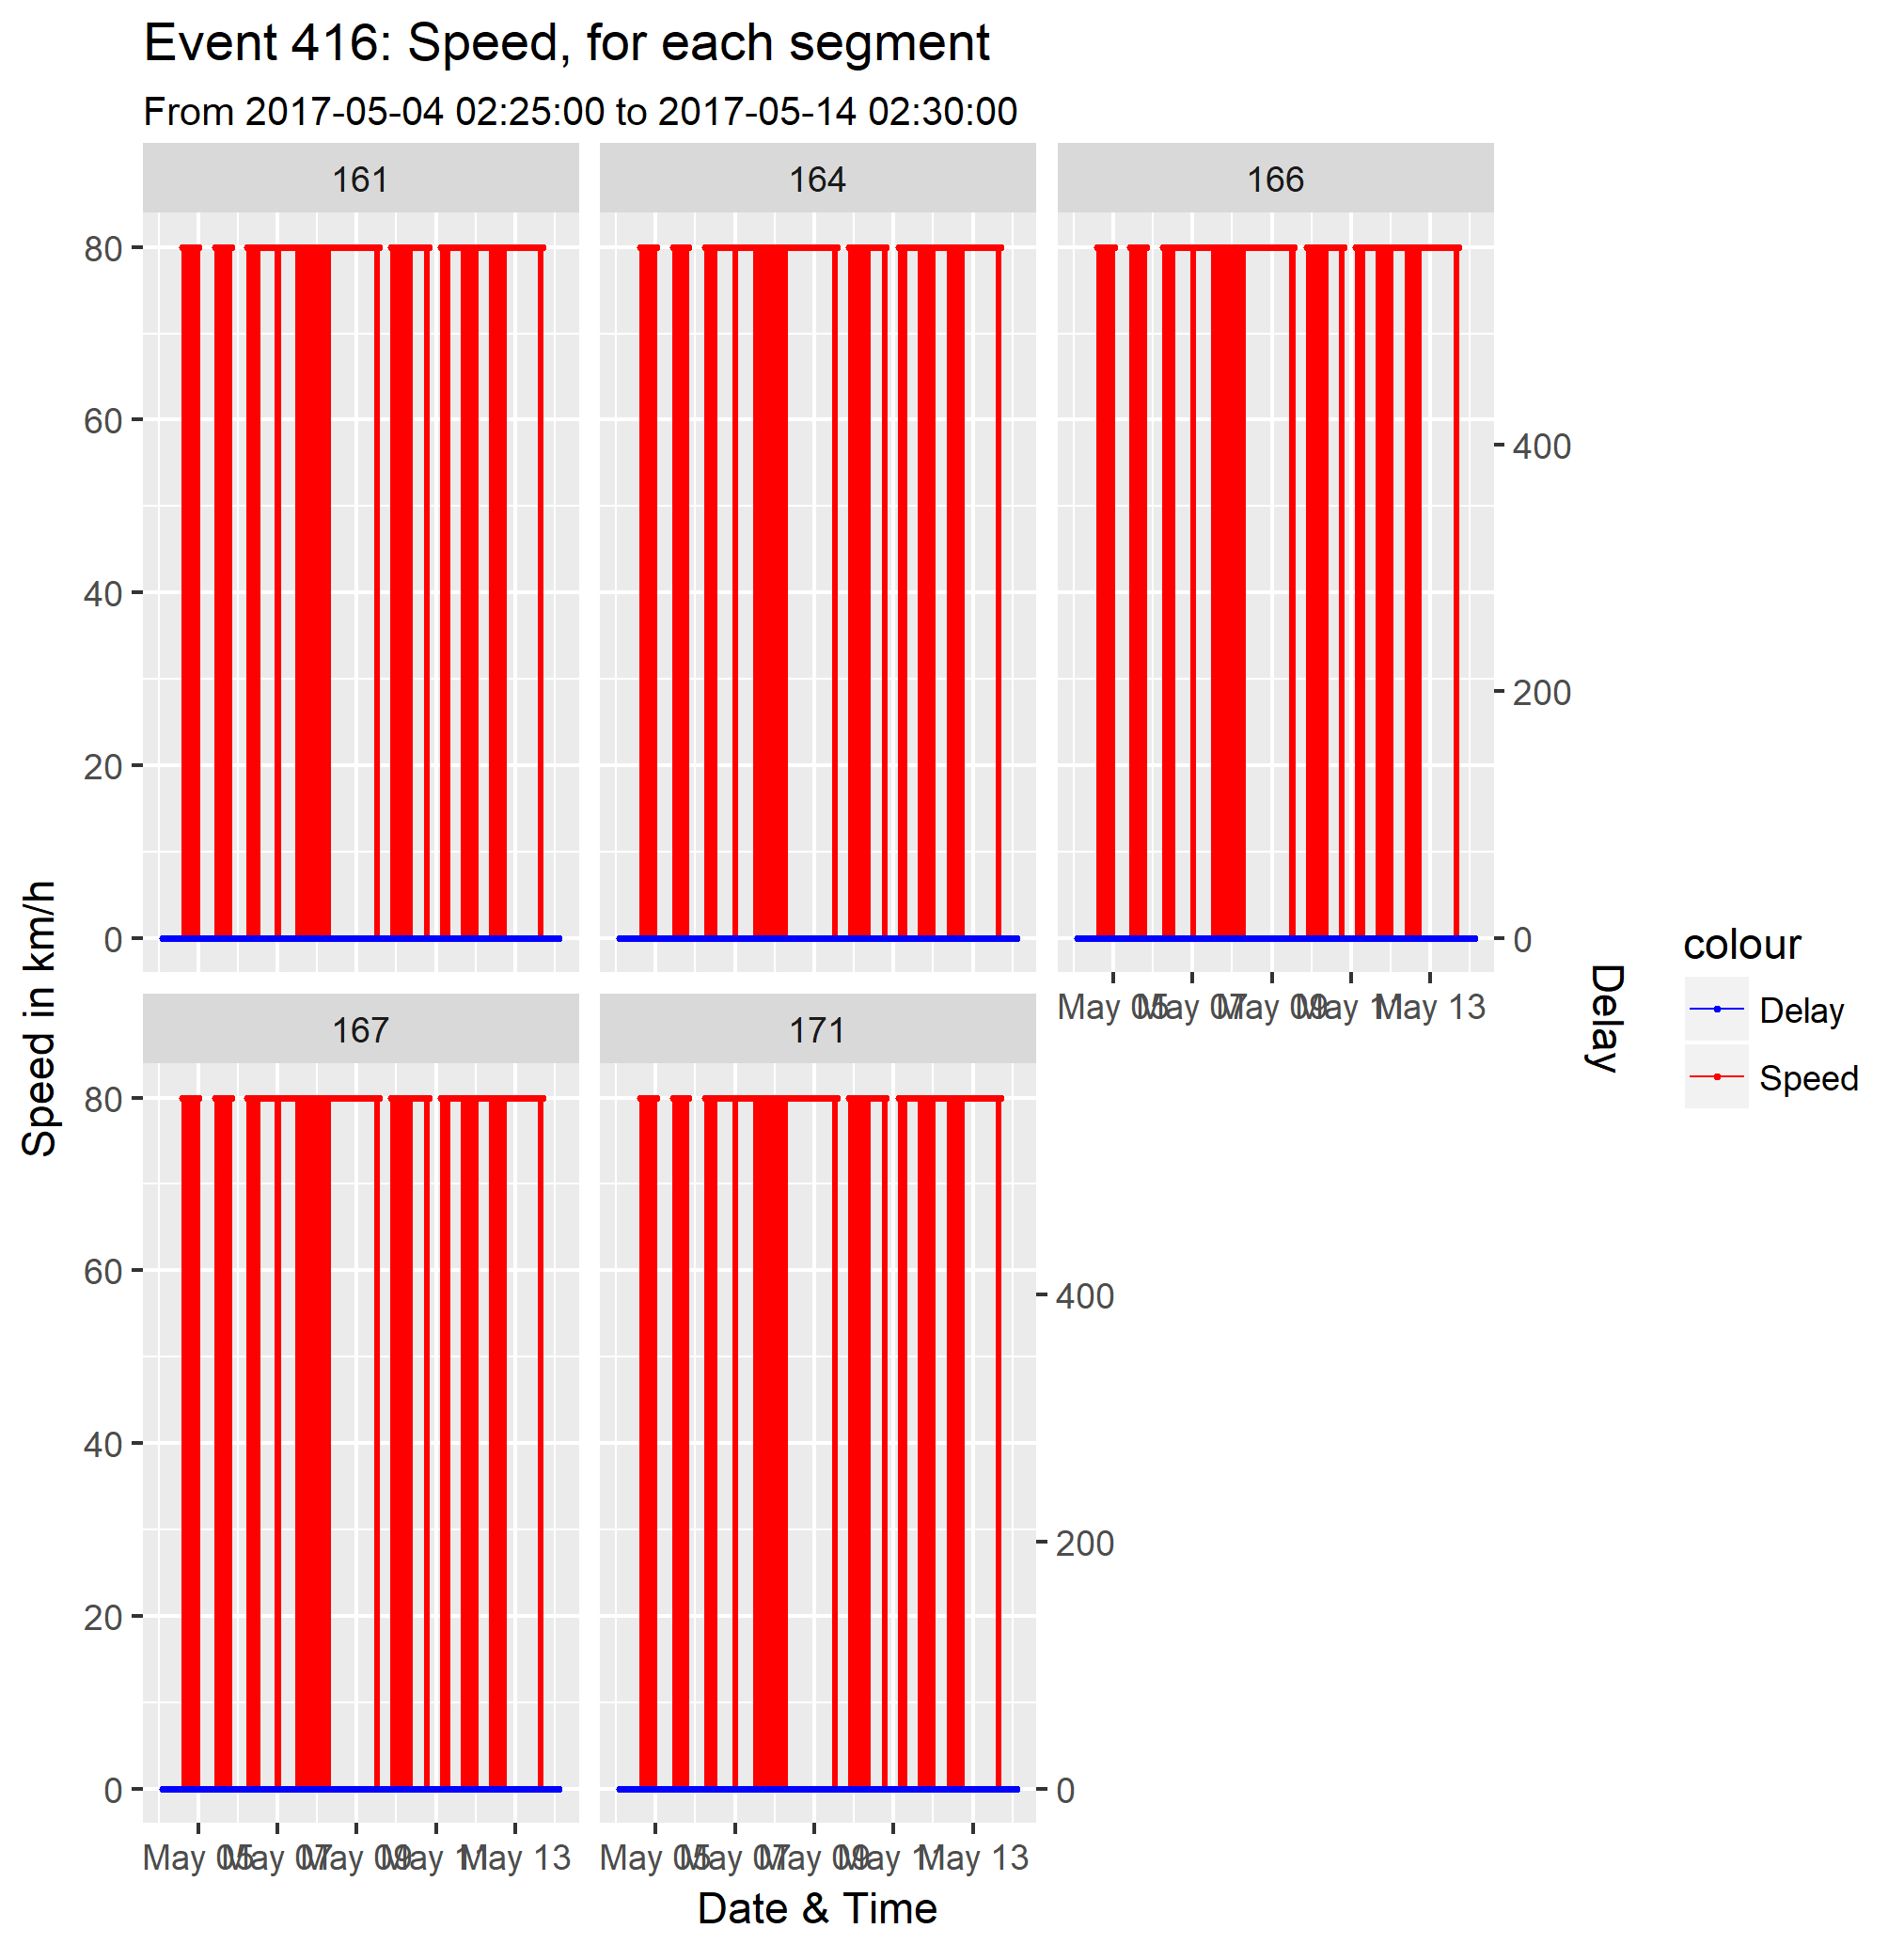 Event 416: Speed, for each segment
From 2017-05-04 02:25:00 to 2017-05-14 02:30:00
161 164 166
80
60
40
20
0
400
200
0
May 05 May 07 May 09 May 11 May 13
Speed in km/h
Delay
colour
Delay
Speed
167 171
80
60
40
20
0
400
200
0
May 05 May 07 May 09 May 11 May 13 May 05 May 07 May 09 May 11 May 13
Date & Time